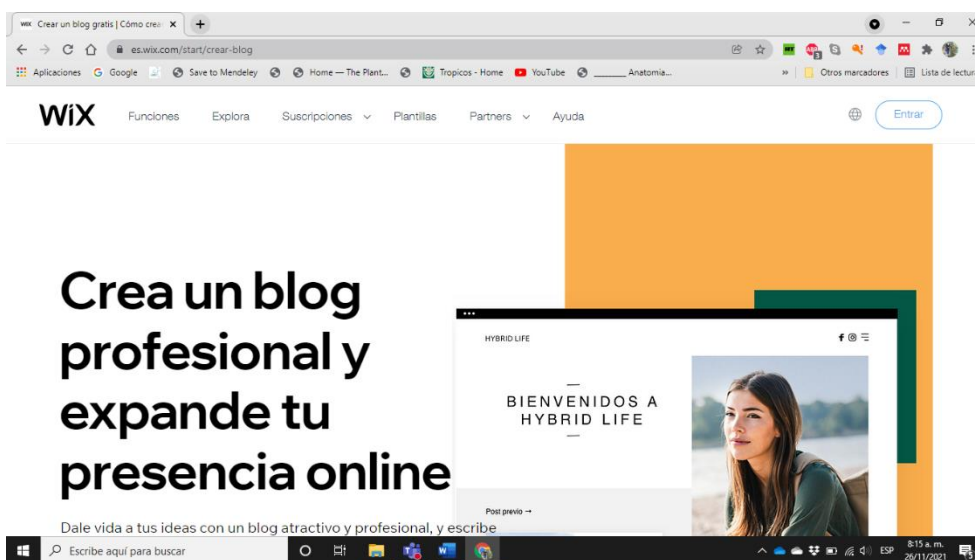 WiX Crear un blog gratis | Cómo crea
es.wix.com/start/crear-blog
Aplicaciones G Google Save to Mendeley Home — The Plant... Tropicos - Home YouTube _____ Anatomia... » Otros marcadores Lista de lectur
WiX Funciones Explora Suscripciones Plantillas Partners Ayuda Entrar
Crea un blog
profesional y
expande tu
presencia online
Dale vida a tus ideas con un blog atractivo y profesional, y escribe
HYBRID LIFE
BIENVENIDOS A
HYBRID LIFE
Post previo →
Escribe aquí para buscar
ESP
8:15 a. m.
26/11/2021